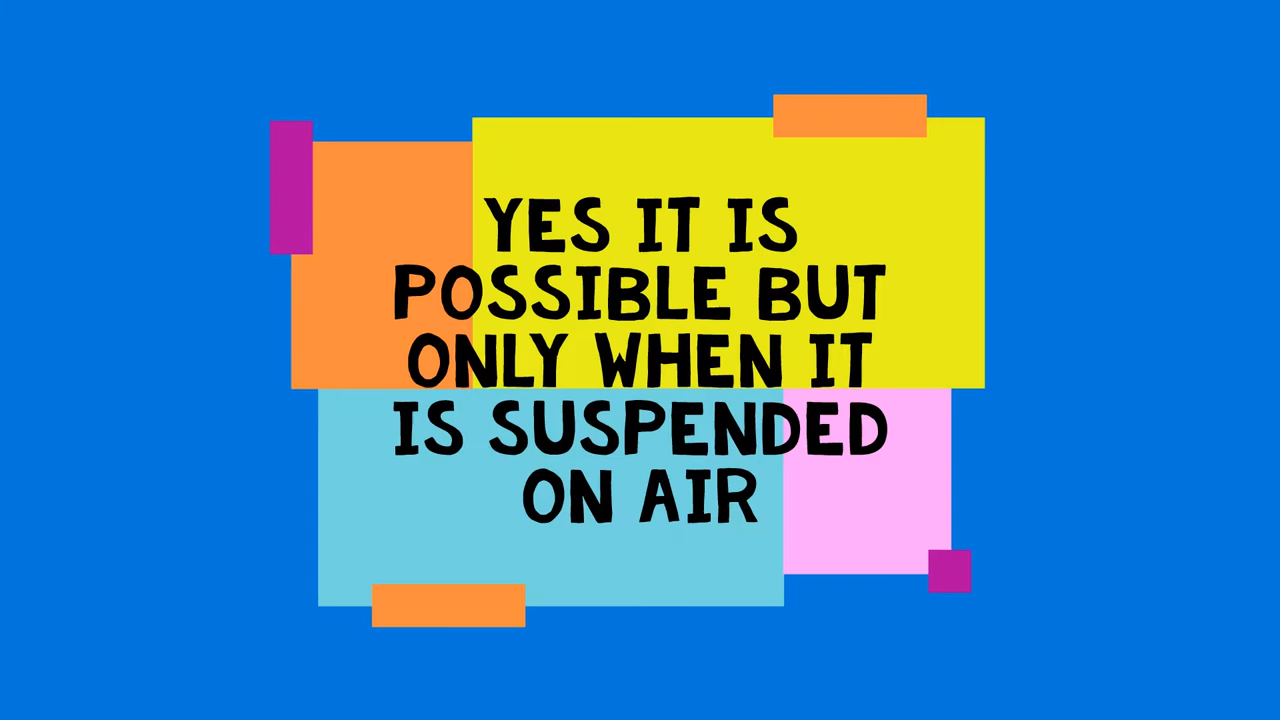 YES IT IS
POSSIBLE BUT
ONLY WHEN IT
IS SUSPENDED
ON AIR